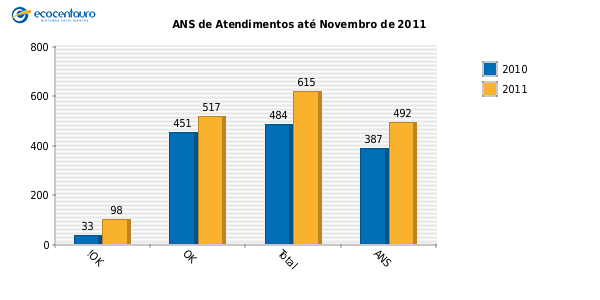 ecocentauro
ANS de Atendimentos até Novembro de 2011
800
600
400
200
0
33
98
451
517
484
615
387
492
!OK
OK
Total
ANS
2010
2011